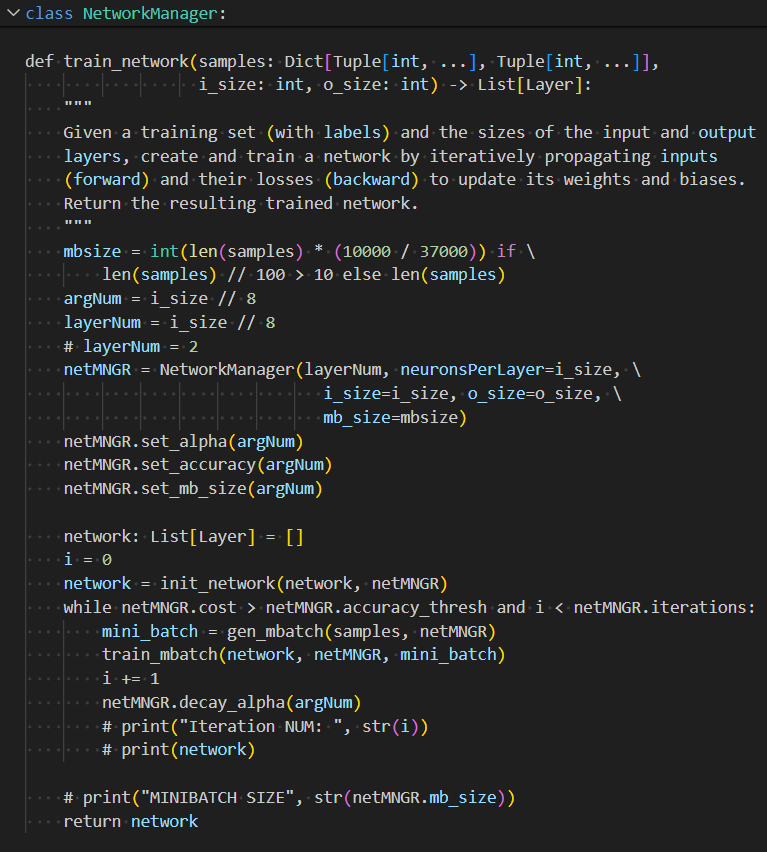 class NetworkManager:
def train_network(samples: Dict[Tuple[int, ...], Tuple[int, ...]],
                  i_size: int, o_size: int) -> List[Layer]:
    """
    Given a training set (with labels) and the sizes of the input and output
    layers, create and train a network by iteratively propagating inputs
    (forward) and their losses (backward) to update its weights and biases.
    Return the resulting trained network.
    """
    mbsize = int(len(samples) * (10000 / 37000)) if \
        len(samples) // 100 > 10 else len(samples)
    argNum = i_size // 8
    layerNum = i_size // 8
    # layerNum = 2
    netMNGR = NetworkManager(layerNum, neuronsPerLayer=i_size, \
                               i_size=i_size, o_size=o_size, \
                               mb_size=mbsize)
    netMNGR.set_alpha(argNum)
    netMNGR.set_accuracy(argNum)
    netMNGR.set_mb_size(argNum)
    network: List[Layer] = []
    i = 0
    network = init_network(network, netMNGR)
    while netMNGR.cost > netMNGR.accuracy_thresh and i < netMNGR.iterations:
        mini_batch = gen_mbatch(samples, netMNGR)
        train_mbatch(network, netMNGR, mini_batch)
        i += 1
        netMNGR.decay_alpha(argNum)
        # print("Iteration NUM: ", str(i))
        # print(network)
    # print("MINIBATCH SIZE", str(netMNGR.mb_size))
    return network